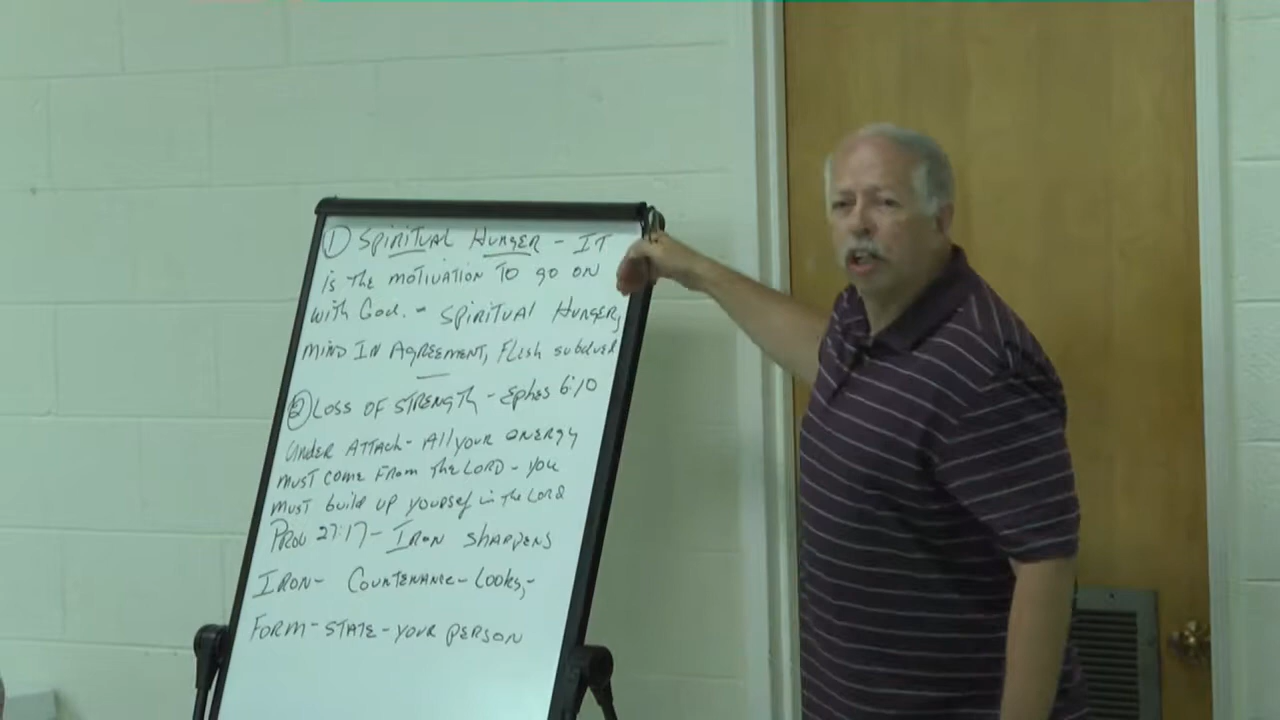 ① SPIRITUAL HUNGER - IT
is THE MOTIVATION TO go ON
with God. - SPIRITUAL HUNGER,
MIND IN AGREEMENT, Flesh subdued
② LOSS OF STRENGTH - Ephes 6:10
Under ATTACK - All your energy
must come From the LORD - you
must build up yourself in the LORD
PROV 27:17 - IRON SHARPENS
IRON - COUNTENANCE - LOOKS,-
FORM - STATE - YOUR PERSON